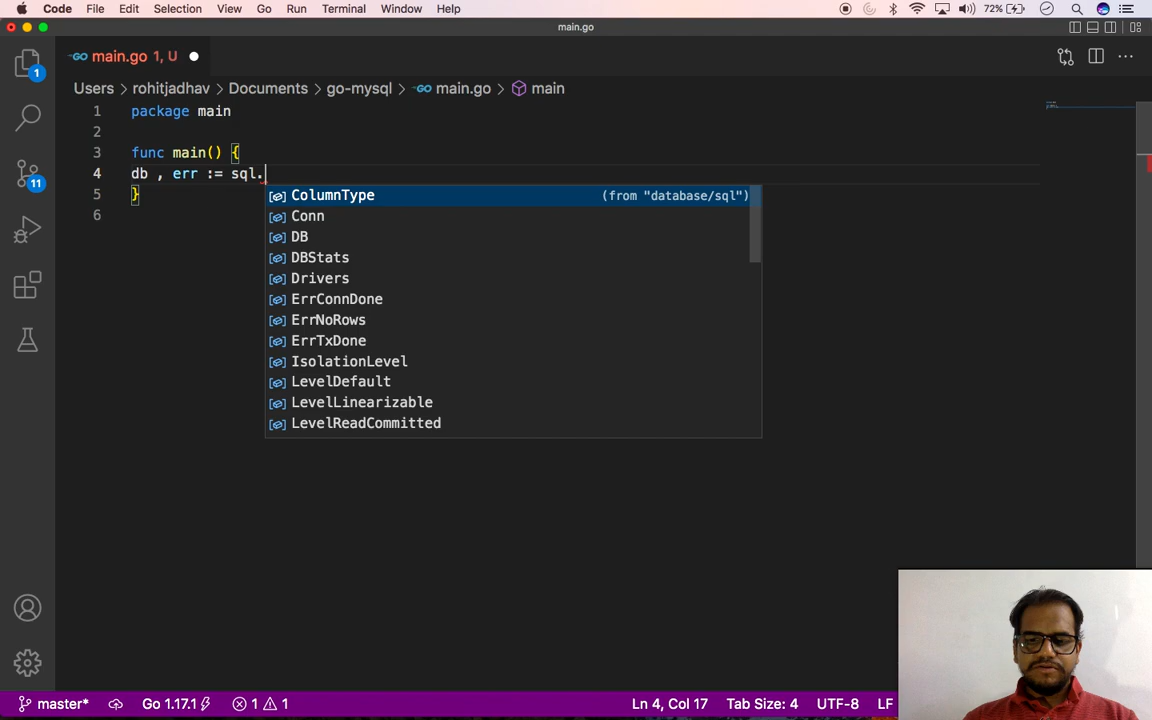 Code File Edit Selection View Go Run Terminal Window Help 72%
main.go
GO main.go 1, U
Users > rohitjadhav > Documents > go-mysql > GO main.go > main
1 package main
2
3 func main() {
4 db , err := sql.
5 }
6
ColumnType (from "database/sql")
Conn
DB
DBStats
Drivers
ErrConnDone
ErrNoRows
ErrTxDone
IsolationLevel
LevelDefault
LevelLinearizable
LevelReadCommitted
1
11
master* Go 1.17.1 1 1 Ln 4, Col 17 Tab Size: 4 UTF-8 LF